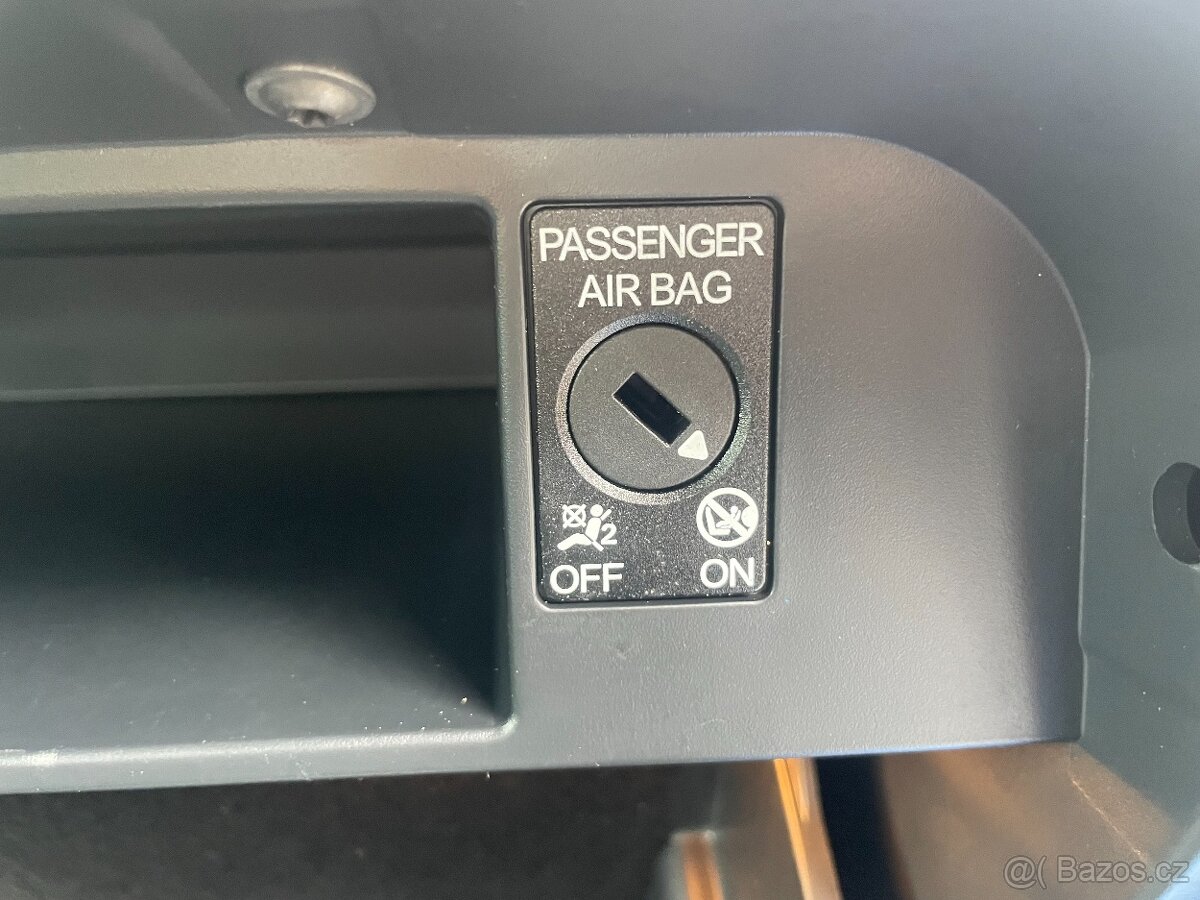 PASSENGER
AIR BAG
2
OFF ON
@( Bazos.cz